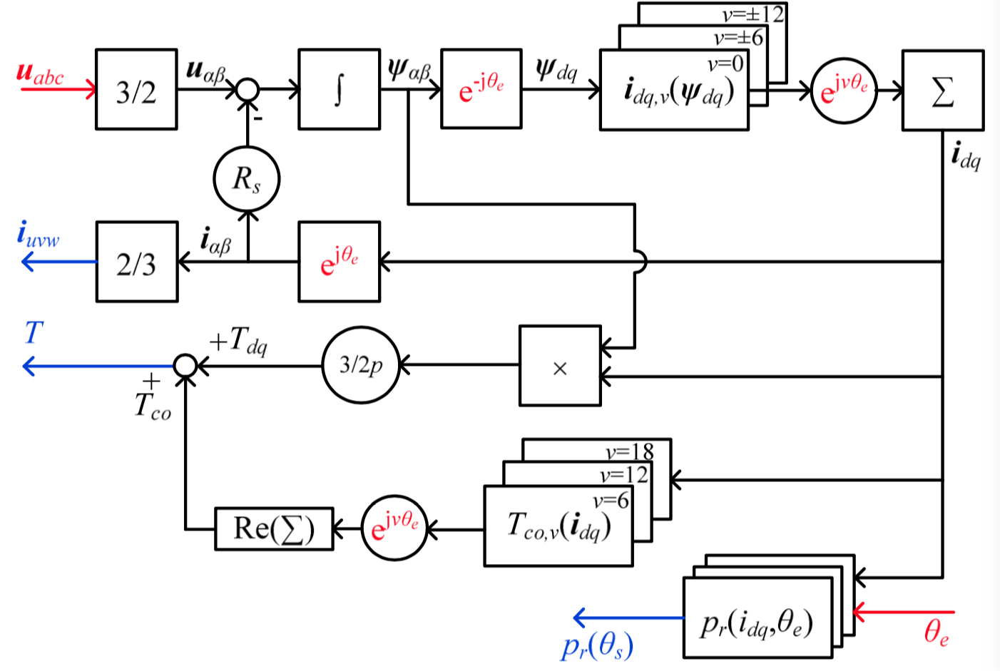 v=±12
v=±6
v=0
u_abc
3/2
u_αβ
∫
ψ_αβ
e^-jθ_e
ψ_dq
i_dq,v(ψ_dq)
e^jvθ_e
∑
-
i_dq
R_s
i_uvw
2/3
i_αβ
e^jθ_e
T
+T_dq
3/2p
×
+
T_co
v=18
v=12
v=6
Re(∑)
e^jvθ_e
T_co,v(i_dq)
p_r(θ_s)
p_r(i_dq,θ_e)
θ_e